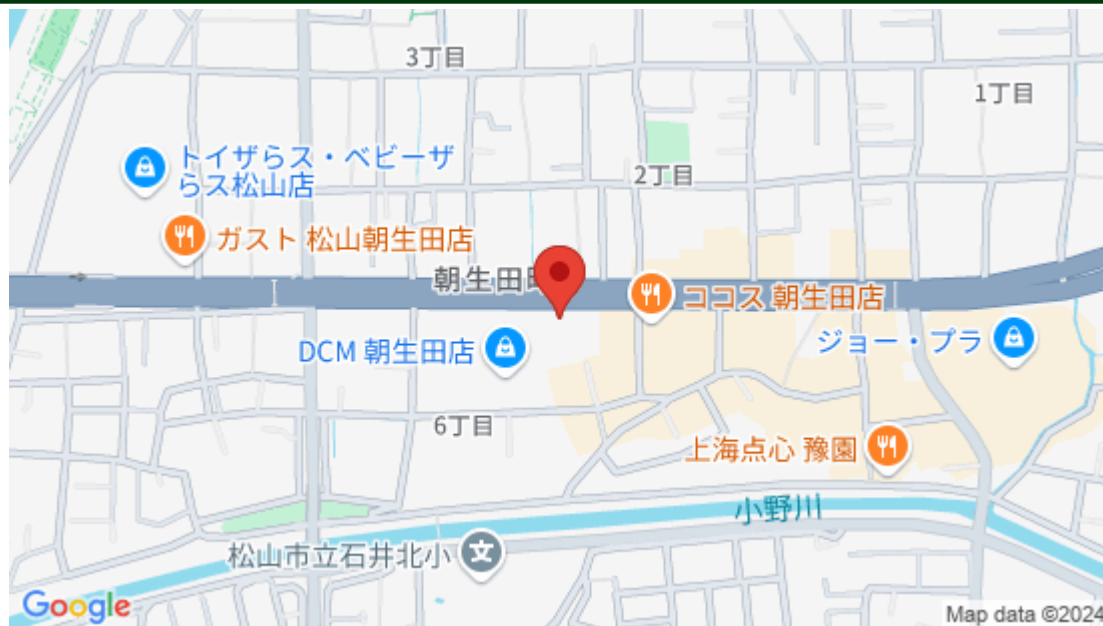 3丁目
1丁目
トイザらス・ベビーザ
らス松山店
2丁目
ガスト 松山朝生田店
朝生田町
ココス 朝生田店
DCM 朝生田店
ジョー・プラ
6丁目
上海点心 豫園
小野川
松山市立石井北小
文
Google
Map data ©2024